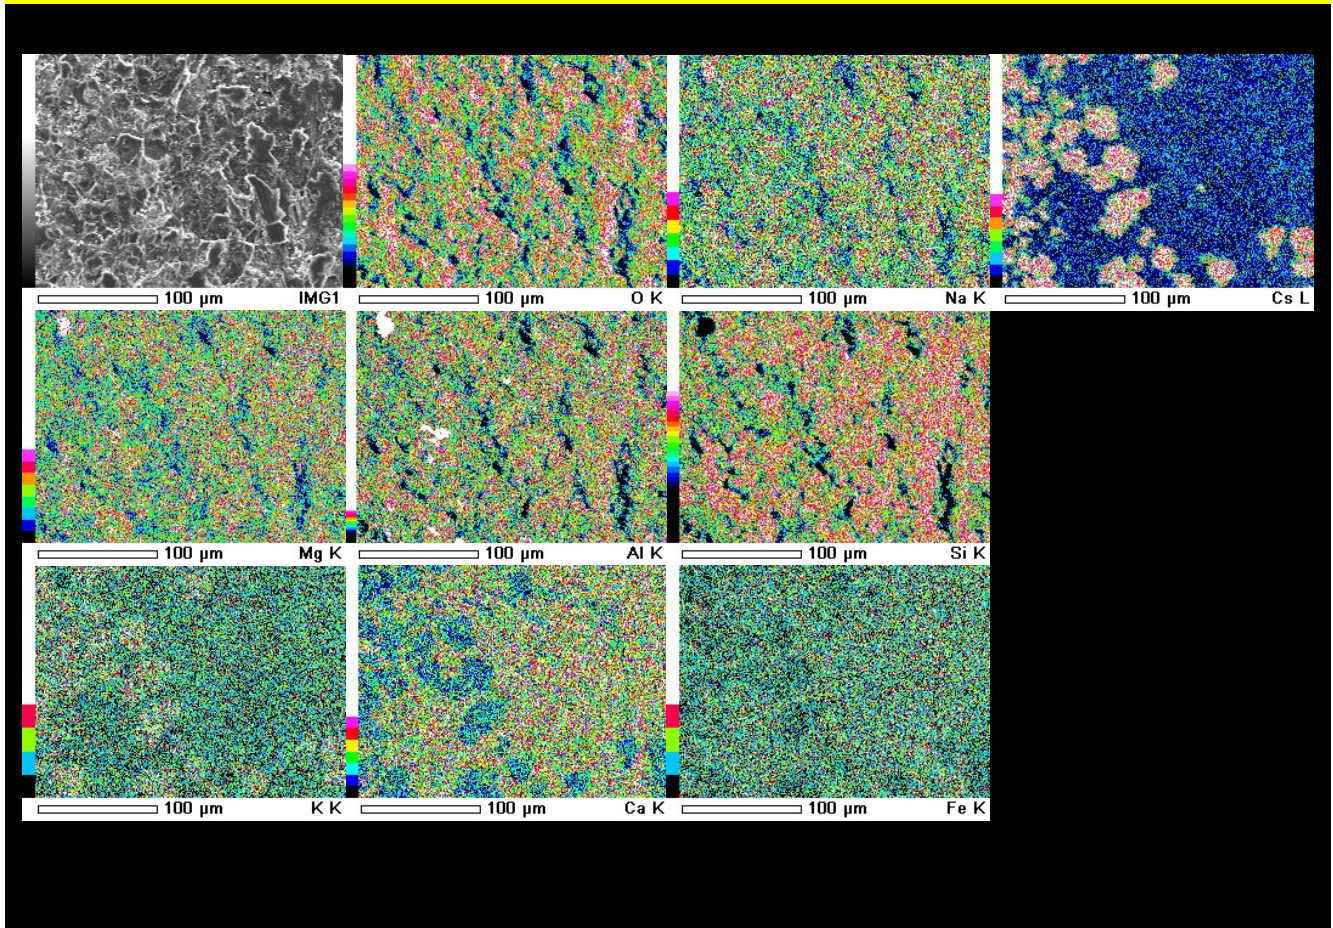 100 µm IMG1
100 µm O K
100 µm Na K
100 µm Cs L
100 µm Mg K
100 µm Al K
100 µm Si K
100 µm K K
100 µm Ca K
100 µm Fe K